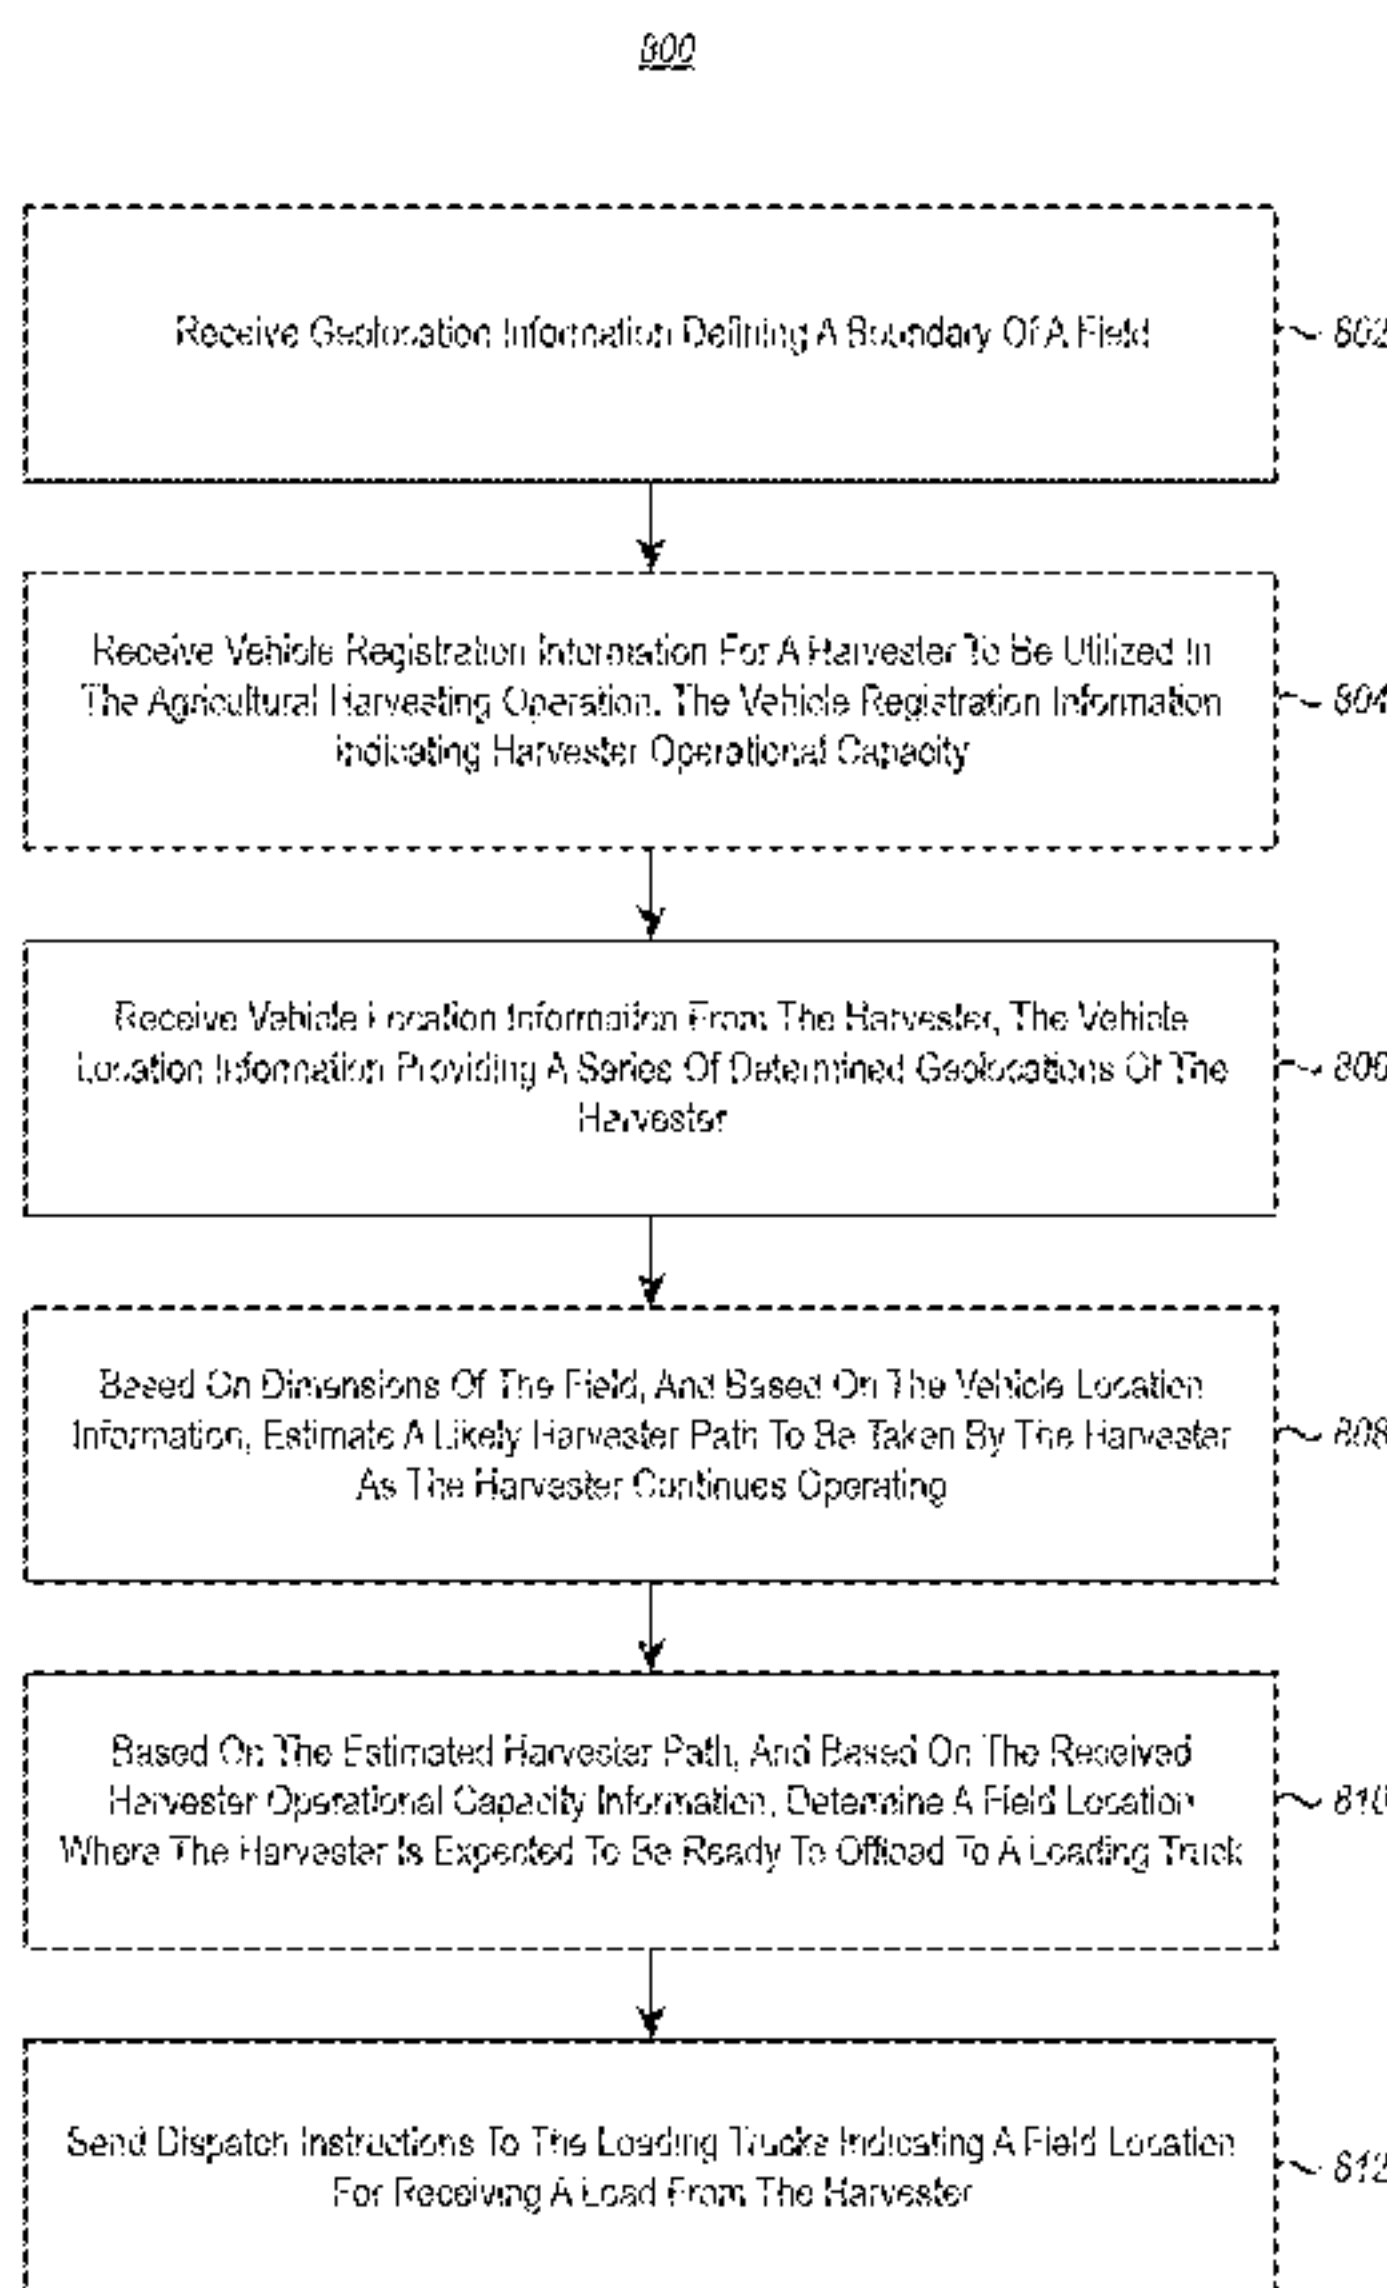 800
Receive Geolocation Information Defining A Boundary Of A Field
802
Receive Vehicle Registration Information For A Harvester To Be Utilized In
The Agricultural Harvesting Operation, The Vehicle Registration Information
Indicating Harvester Operational Capacity
804
Receive Vehicle Location Information From The Harvester, The Vehicle
Location Information Providing A Series Of Determined Geolocations Of The
Harvester
806
Based On Dimensions Of The Field, And Based On The Vehicle Location
Information, Estimate A Likely Harvester Path To Be Taken By The Harvester
As The Harvester Continues Operating
808
Based On The Estimated Harvester Path, And Based On The Received
Harvester Operational Capacity Information, Determine A Field Location
Where The Harvester Is Expected To Be Ready To Offload To A Loading Truck
810
Send Dispatch Instructions To The Loading Trucks Indicating A Field Location
For Receiving A Load From The Harvester
812